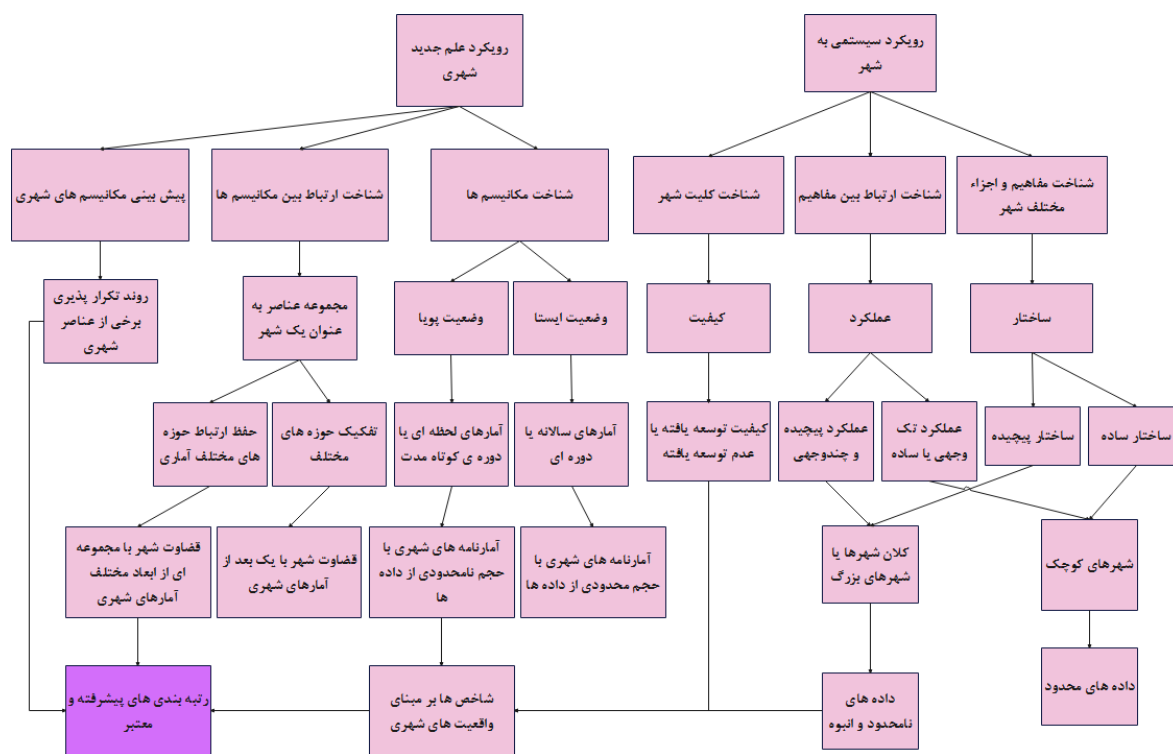 رویکرد سیستمی به
شهر
رویکرد علم جدید
شهری
شناخت مفاهیم و اجزاء
مختلف شهر
شناخت ارتباط بین مفاهیم
شناخت کلیت شهر
شناخت مکانیسم ها
شناخت ارتباط بین مکانیسم ها
پیش بینی مکانیسم های شهری
ساختار
عملکرد
کیفیت
وضعیت ایستا
وضعیت پویا
مجموعه عناصر به
عنوان یک شهر
روند تکرار پذیری
برخی از عناصر
شهری
ساختار ساده
ساختار پیچیده
عملکرد تک
وجهی یا ساده
عملکرد پیچیده
و چندوجهی
کیفیت توسعه یافته یا
عدم توسعه یافته
آمارهای سالانه یا
دوره ای
آمارهای لحظه ای یا
دوره ی کوتاه مدت
تفکیک حوزه های
مختلف
حفظ ارتباط حوزه
های مختلف آماری
شهرهای کوچک
کلان شهرها یا
شهرهای بزرگ
آمارنامه های شهری با
حجم محدودی از داده ها
آمارنامه های شهری با
حجم نامحدودی از داده
ها
قضاوت شهر با یک بعد از
آمارهای شهری
قضاوت شهر با مجموعه
ای از ابعاد مختلف
آمارهای شهری
داده های محدود
داده های
نامحدود و انبوه
شاخص ها بر مبنای
واقعیت های شهری
رتبه بندی های پیشرفته و
معتبر